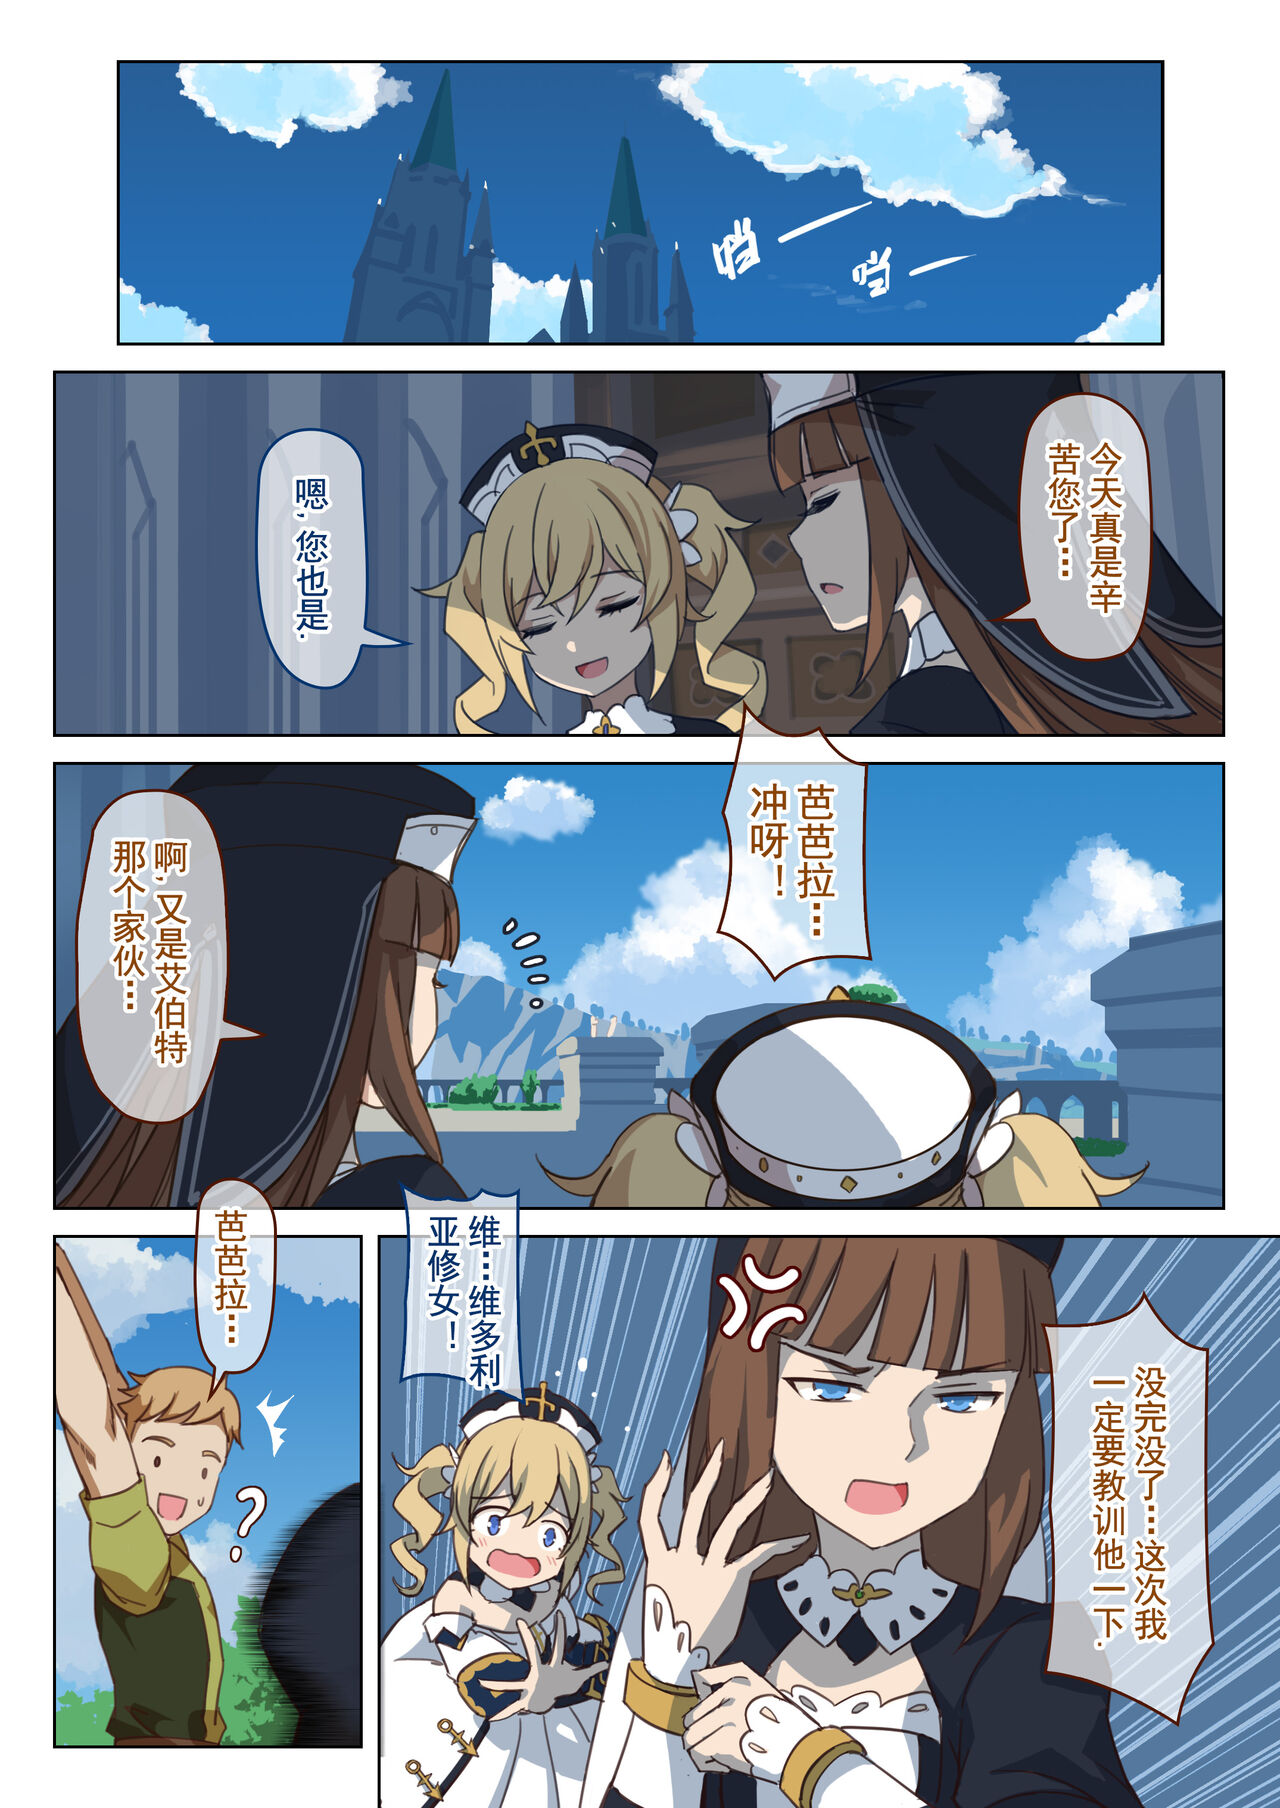 噹
噹
今天真是辛
苦您了…
嗯,您也是.
芭芭拉…
冲呀!
啊,又是艾伯特
那个家伙…
芭芭拉…
维…维多利
亚修女!
没完没了…这次我
一定要教训他一下.
?